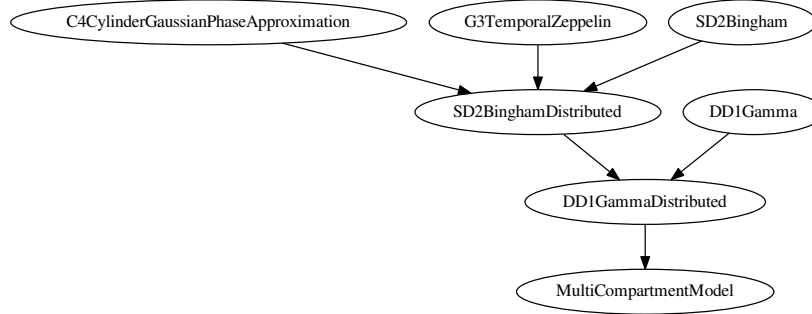 C4CylinderGaussianPhaseApproximation
G3TemporalZeppelin
SD2Bingham
SD2BinghamDistributed
DD1Gamma
DD1GammaDistributed
MultiCompartmentModel